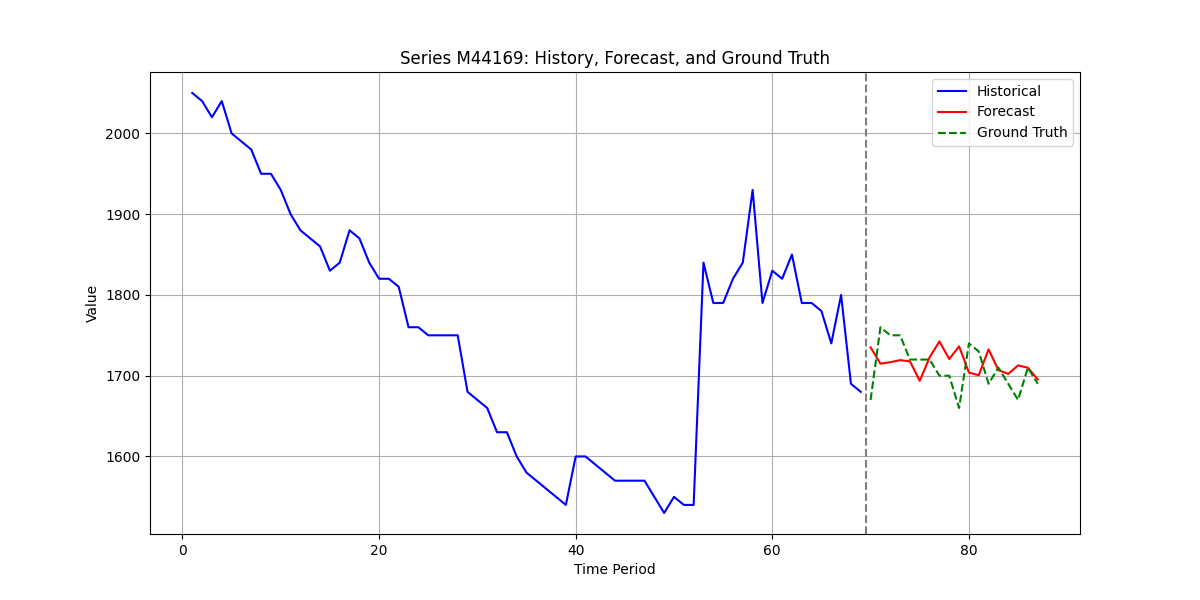 Series M44169: History, Forecast, and Ground Truth
Historical
Forecast
Ground Truth
Value
2000
1900
1800
1700
1600
0
20
40
60
80
Time Period